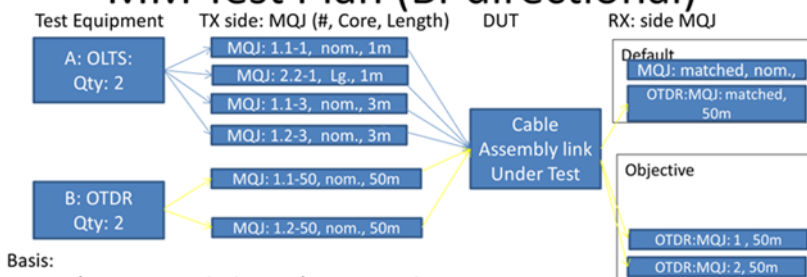 MM Test Plan (Bi-directional)
Test Equipment TX side: MQJ (#, Core, Length) DUT RX: side MQJ
A: OLTS:
Qty: 2
MQJ: 1.1-1, nom., 1m
MQJ: 2.2-1, Lg., 1m
MQJ: 1.1-3, nom., 3m
MQJ: 1.2-3, nom., 3m
B: OTDR
Qty: 2
MQJ: 1.1-50, nom., 50m
MQJ: 1.2-50, nom., 50m
Cable
Assembly link
Under Test
Default
MQJ: matched, nom.,
OTDR:MQJ: matched,
50m
Objective
OTDR:MQJ: 1 , 50m
OTDR:MQJ: 2, 50m
Basis: